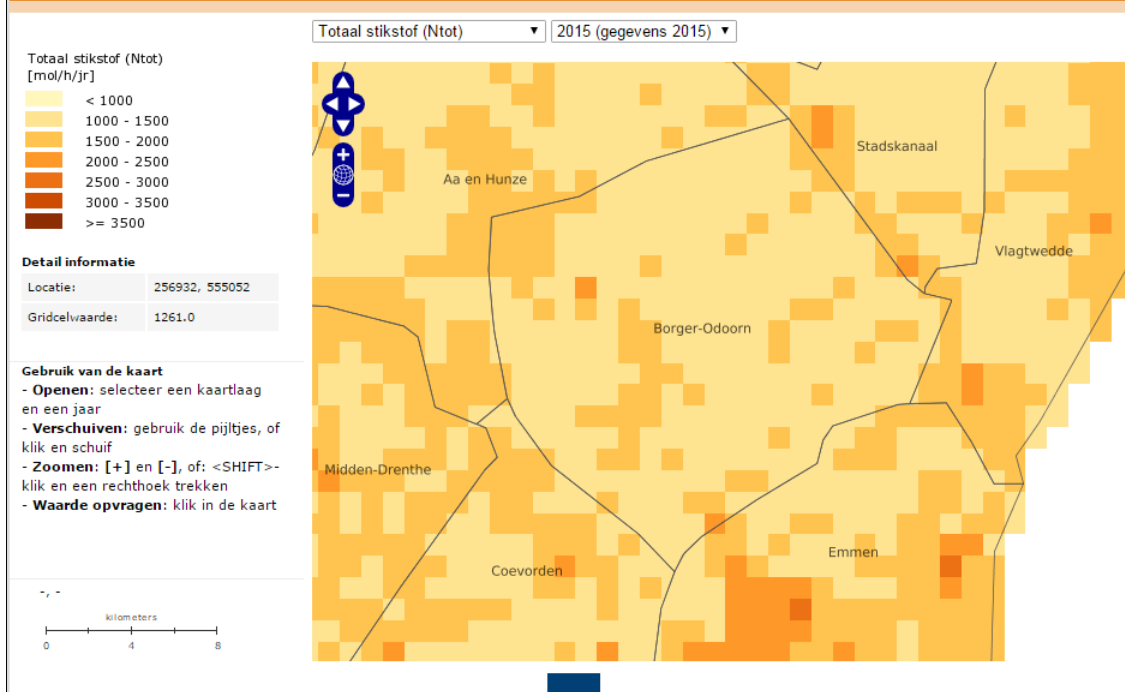 Totaal stikstof (Ntot) ▼ 2015 (gegevens 2015) ▼
Totaal stikstof (Ntot)
[mol/h/jr]
< 1000
1000 - 1500
1500 - 2000
2000 - 2500
2500 - 3000
3000 - 3500
>= 3500
Detail informatie
Locatie: 256932, 555052
Gridcelwaarde: 1261.0
Gebruik van de kaart
- Openen: selecteer een kaartlaag
en een jaar
- Verschuiven: gebruik de pijltjes, of
klik en schuif
- Zoomen: [+] en [-], of: <SHIFT>-
klik en een rechthoek trekken
- Waarde opvragen: klik in de kaart
-, -
kilometers
0 4 8
Stadskanaal
Aa en Hunze
Vlagtwedde
Borger-Odoorn
Midden-Drenthe
Emmen
Coevorden